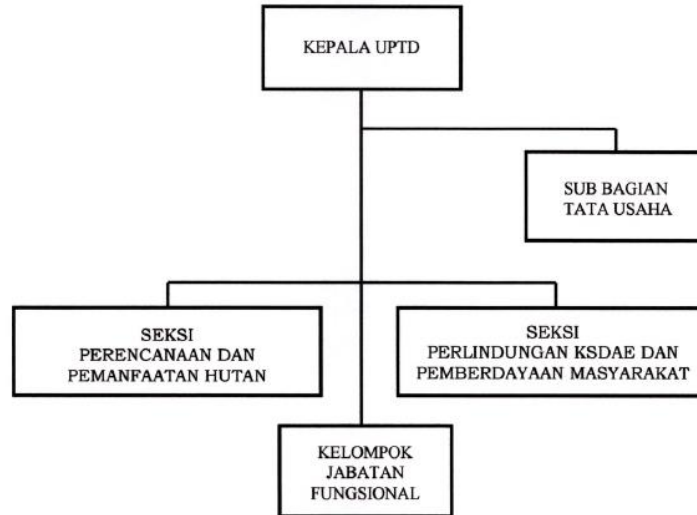 KEPALA UPTD
SUB BAGIAN
TATA USAHA
SEKSI
PERENCANAAN DAN
PEMANFAATAN HUTAN
SEKSI
PERLINDUNGAN KSDAE DAN
PEMBERDAYAAN MASYARAKAT
KELOMPOK
JABATAN
FUNGSIONAL